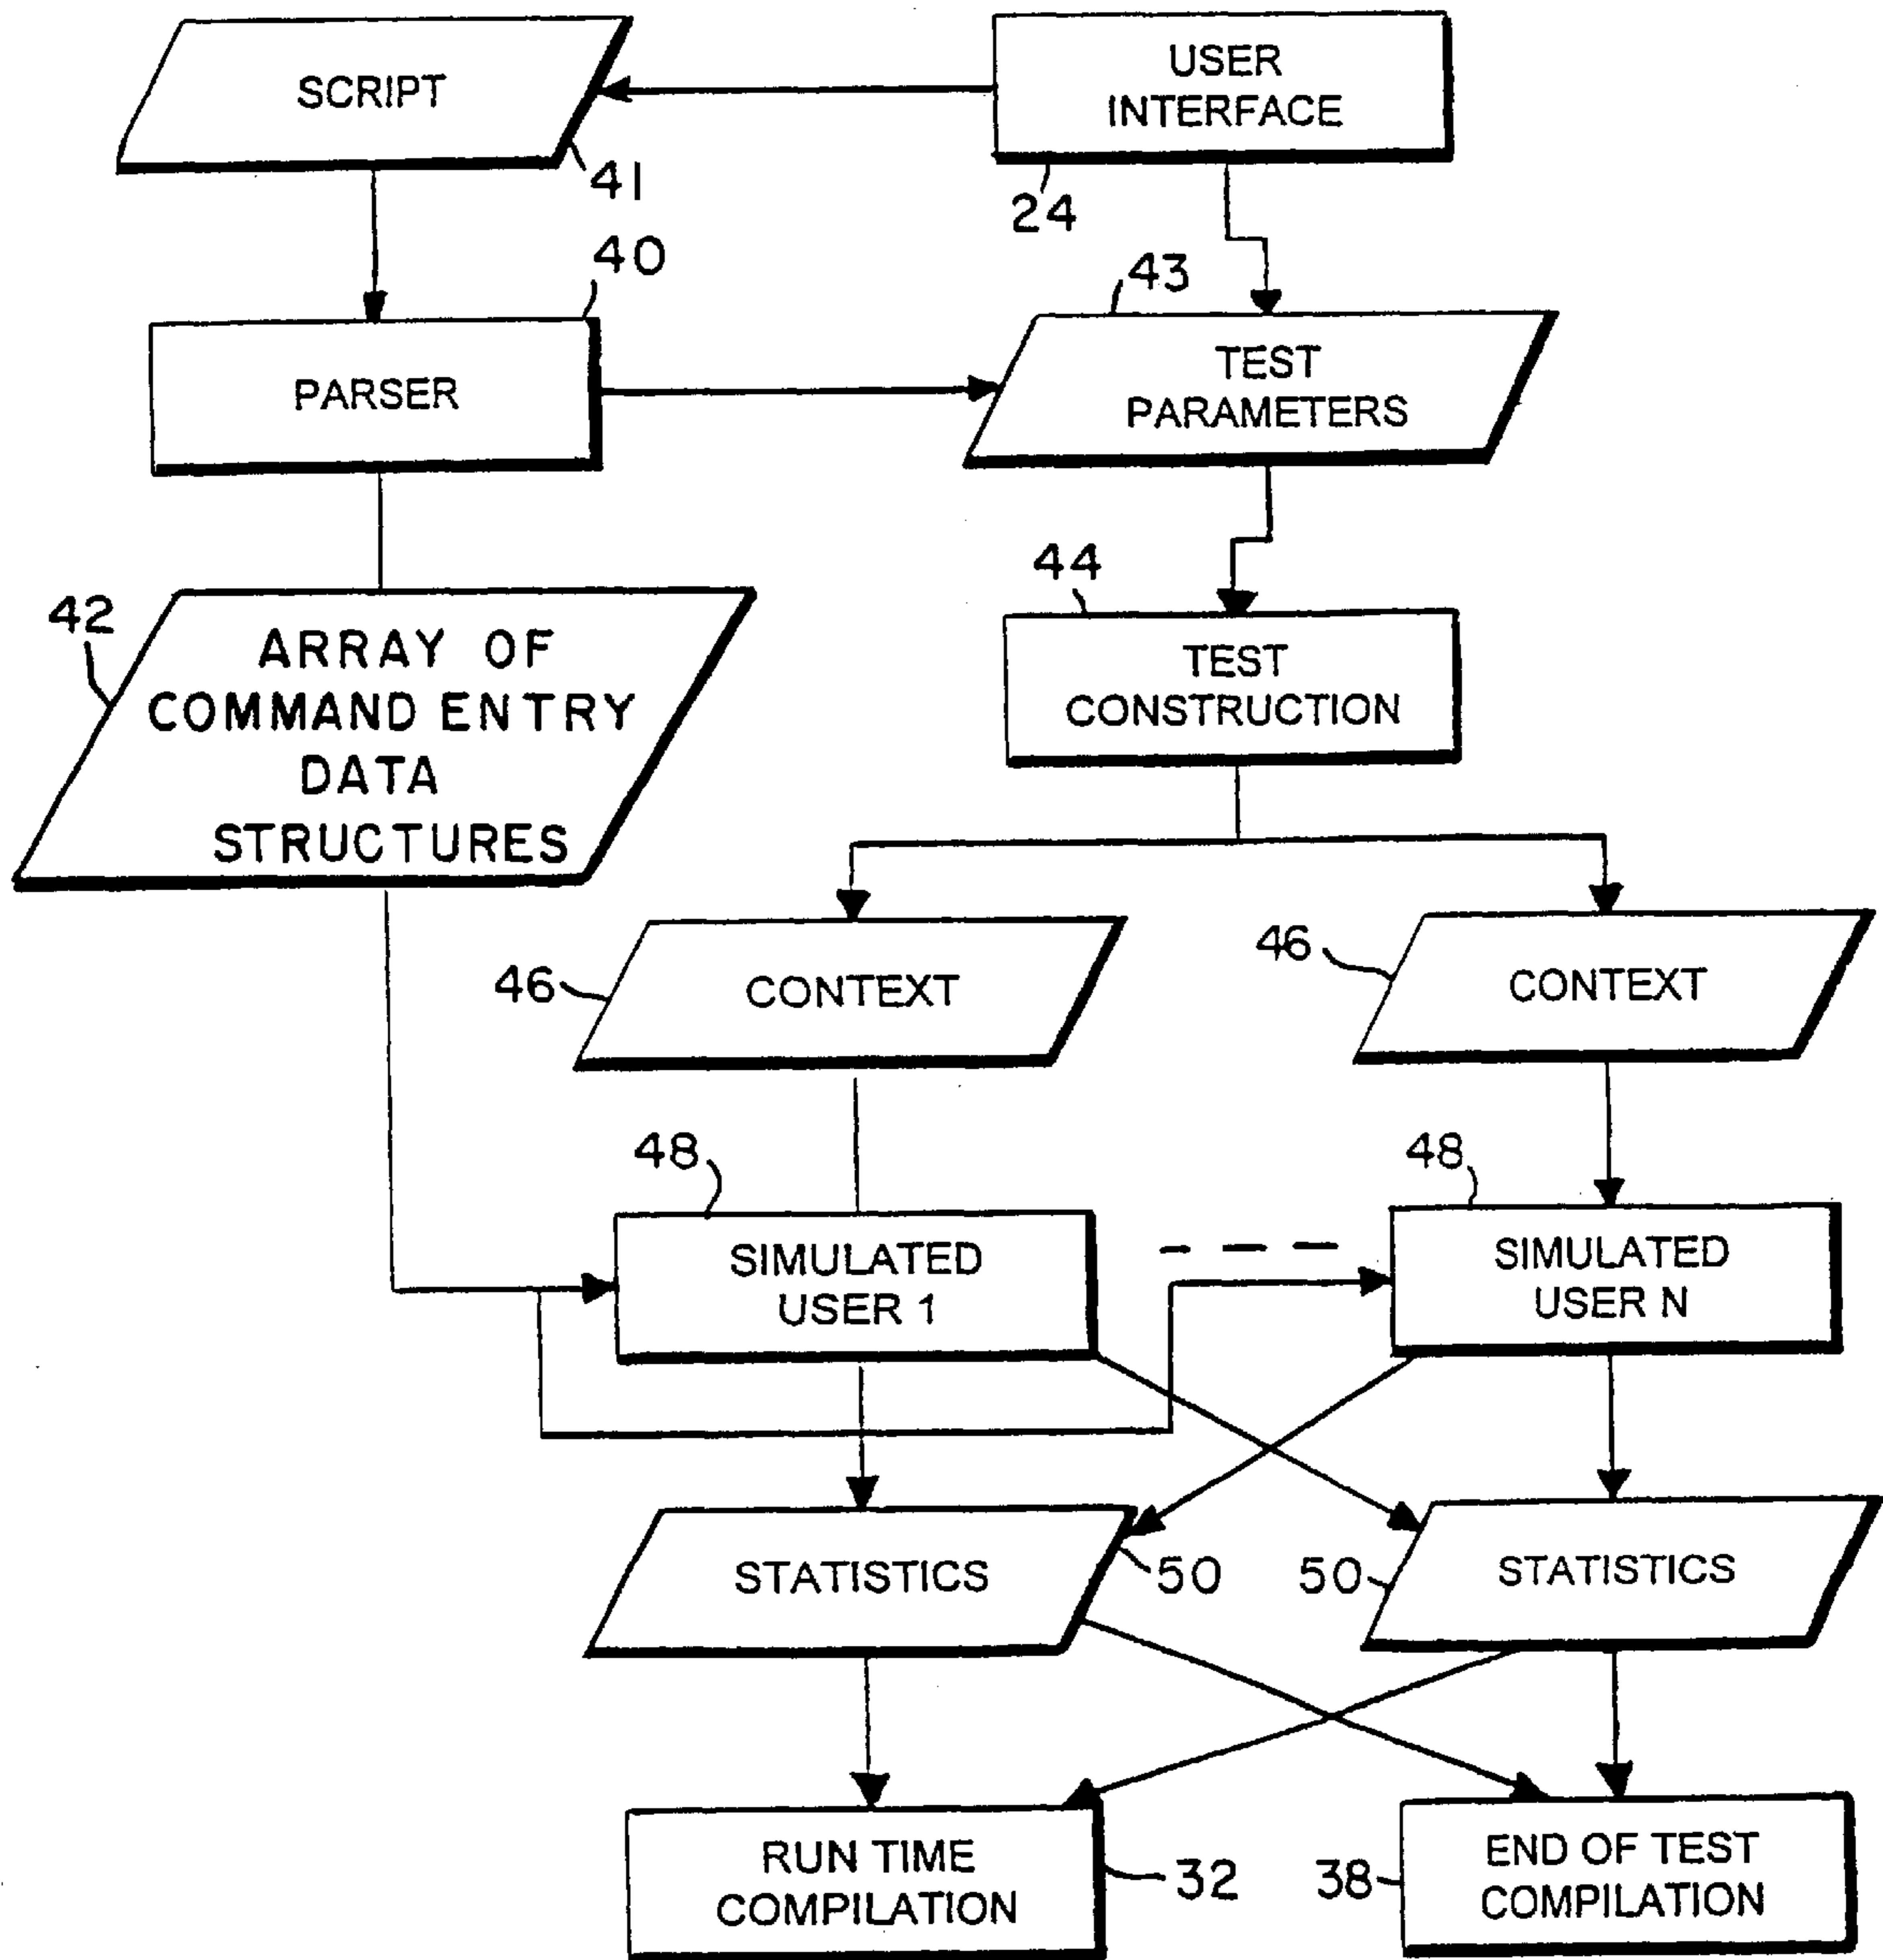 SCRIPT
USER
INTERFACE
41
24
40
43
PARSER
TEST
PARAMETERS
44
42
ARRAY OF
COMMAND ENTRY
DATA
STRUCTURES
TEST
CONSTRUCTION
46
CONTEXT
46
CONTEXT
48
48
SIMULATED
USER 1
SIMULATED
USER N
STATISTICS
50
50
STATISTICS
RUN TIME
COMPILATION
32
38
END OF TEST
COMPILATION